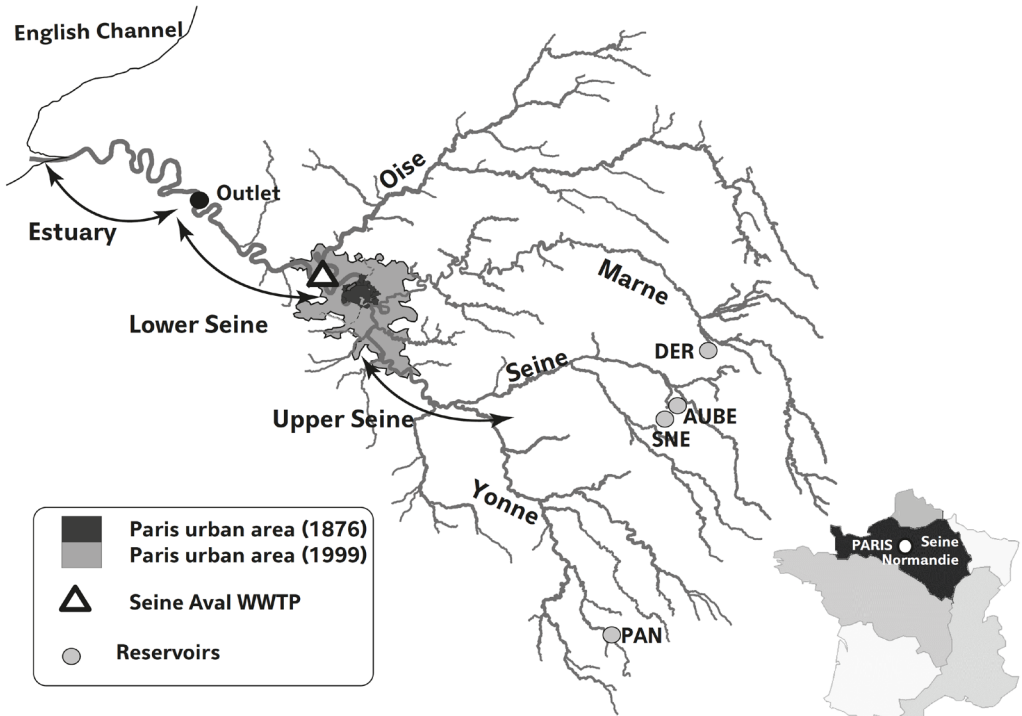 English Channel
Oise
Outlet
Estuary
Marne
Lower Seine
DER
Seine
AUBE
Upper Seine
SNE
Yonne
Paris urban area (1876)
Paris urban area (1999)
Seine Aval WWTP
Reservoirs
PAN
PARIS
Seine
Normandie